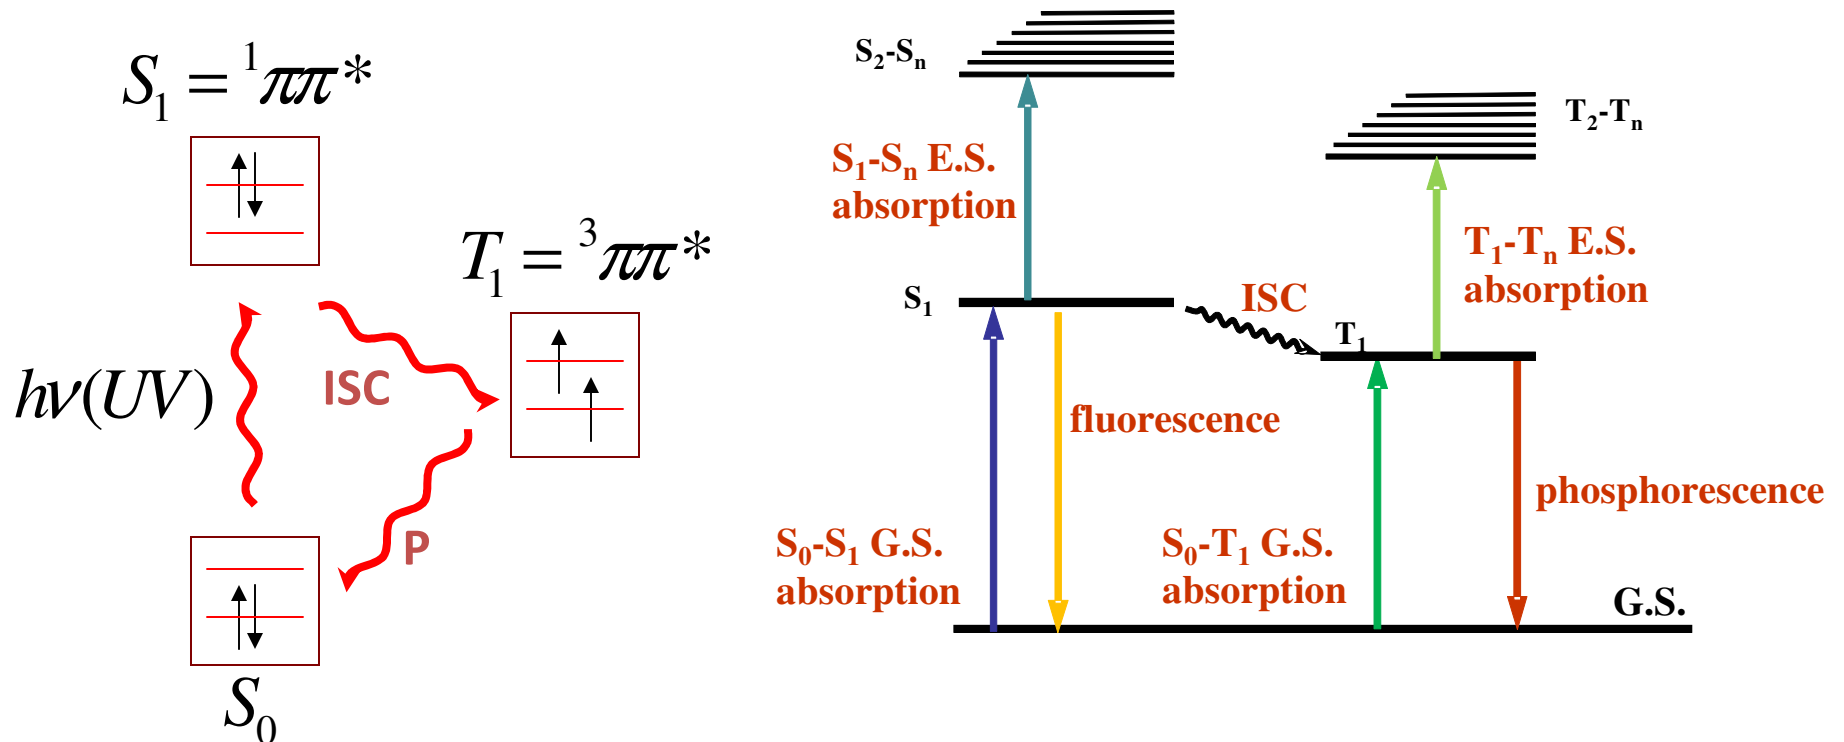 S₁ = ¹ππ*
T₁ = ³ππ*
hν(UV)
ISC
P
S₀
S₂-Sₙ
T₂-Tₙ
S₁-Sₙ E.S.
absorption
T₁-Tₙ E.S.
absorption
S₁
ISC
T₁
fluorescence
phosphorescence
S₀-S₁ G.S.
absorption
S₀-T₁ G.S.
absorption
G.S.